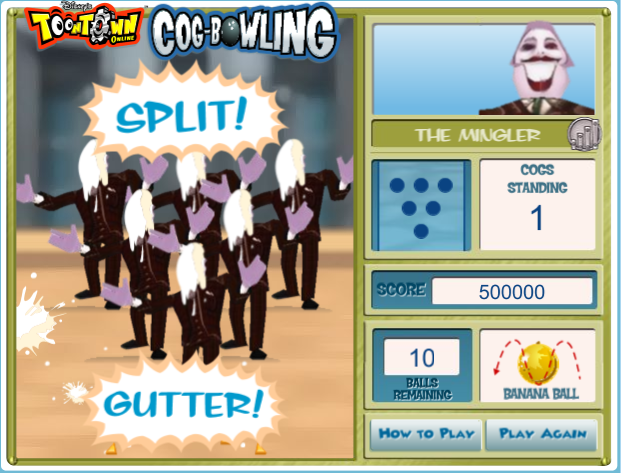 Disney's
TOONTOWN
ONLINE
COG-BOWLING
SPLIT!
GUTTER!
THE MINGLER
COGS
STANDING
1
SCORE 500000
10
BALLS
REMAINING
BANANA BALL
HOW TO PLAY
PLAY AGAIN